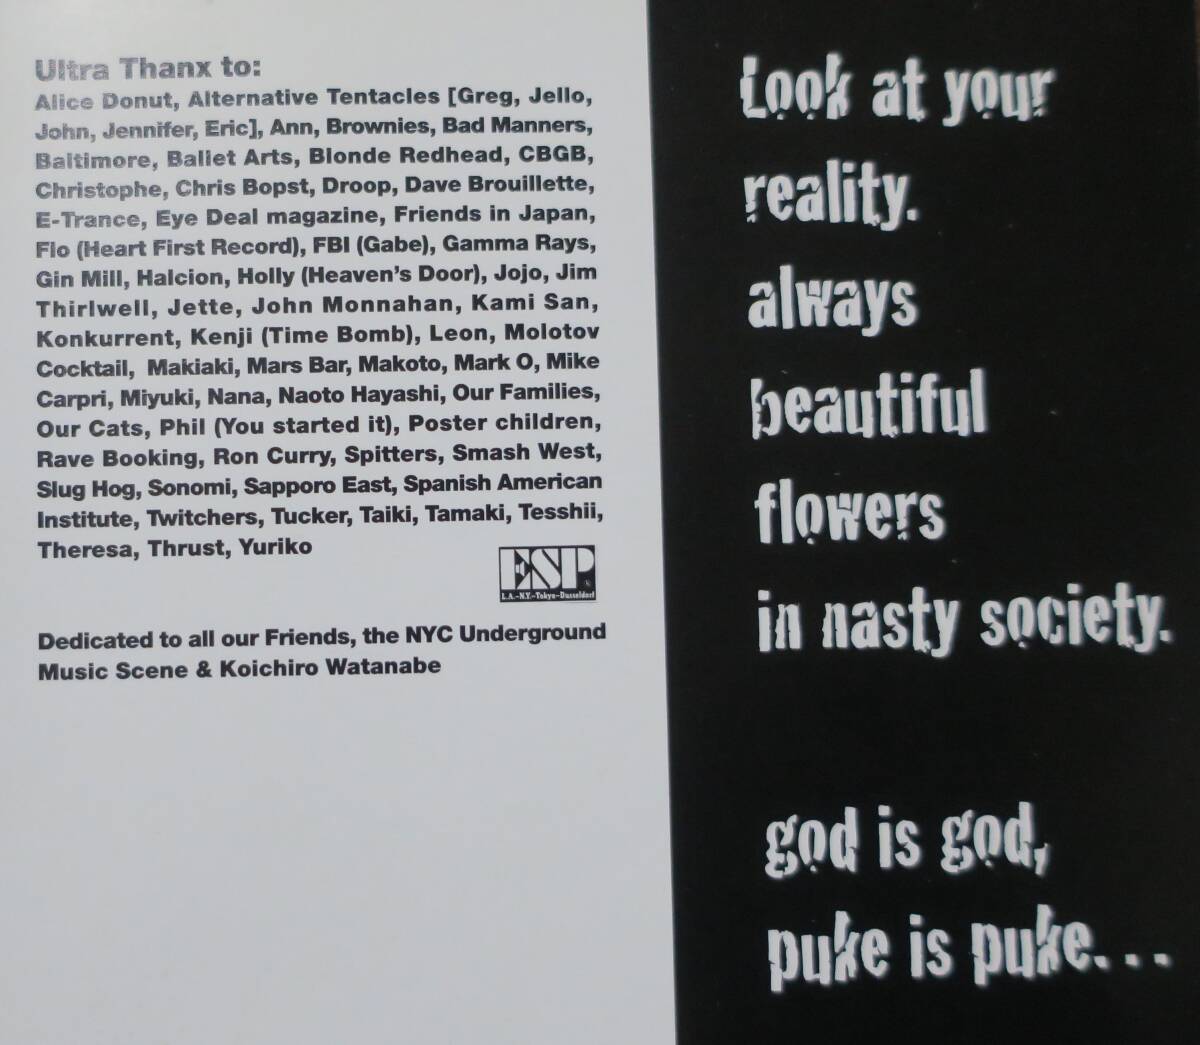 Ultra Thanx to:
Alice Donut, Alternative Tentacles [Greg, Jello,
John, Jennifer, Eric], Ann, Brownies, Bad Manners,
Baltimore, Ballet Arts, Blonde Redhead, CBGB,
Christophe, Chris Bopst, Droop, Dave Brouillette,
E-Trance, Eye Deal magazine, Friends in Japan,
Flo (Heart First Record), FBI (Gabe), Gamma Rays,
Gin Mill, Halcion, Holly (Heaven's Door), Jojo, Jim
Thirlwell, Jette, John Monnahan, Kami San,
Konkurrent, Kenji (Time Bomb), Leon, Molotov
Cocktail, Makiaki, Mars Bar, Makoto, Mark O, Mike
Carpri, Miyuki, Nana, Naoto Hayashi, Our Families,
Our Cats, Phil (You started it), Poster children,
Rave Booking, Ron Curry, Spitters, Smash West,
Slug Hog, Sonomi, Sapporo East, Spanish American
Institute, Twitchers, Tucker, Taiki, Tamaki, Tesshii,
Theresa, Thrust, Yuriko
ESP
L.A.-N.Y.-Tokyo-Dusseldorf
Dedicated to all our Friends, the NYC Underground
Music Scene & Koichiro Watanabe
Look at your
reality.
always
beautiful
flowers
in nasty society.
god is god,
puke is puke...